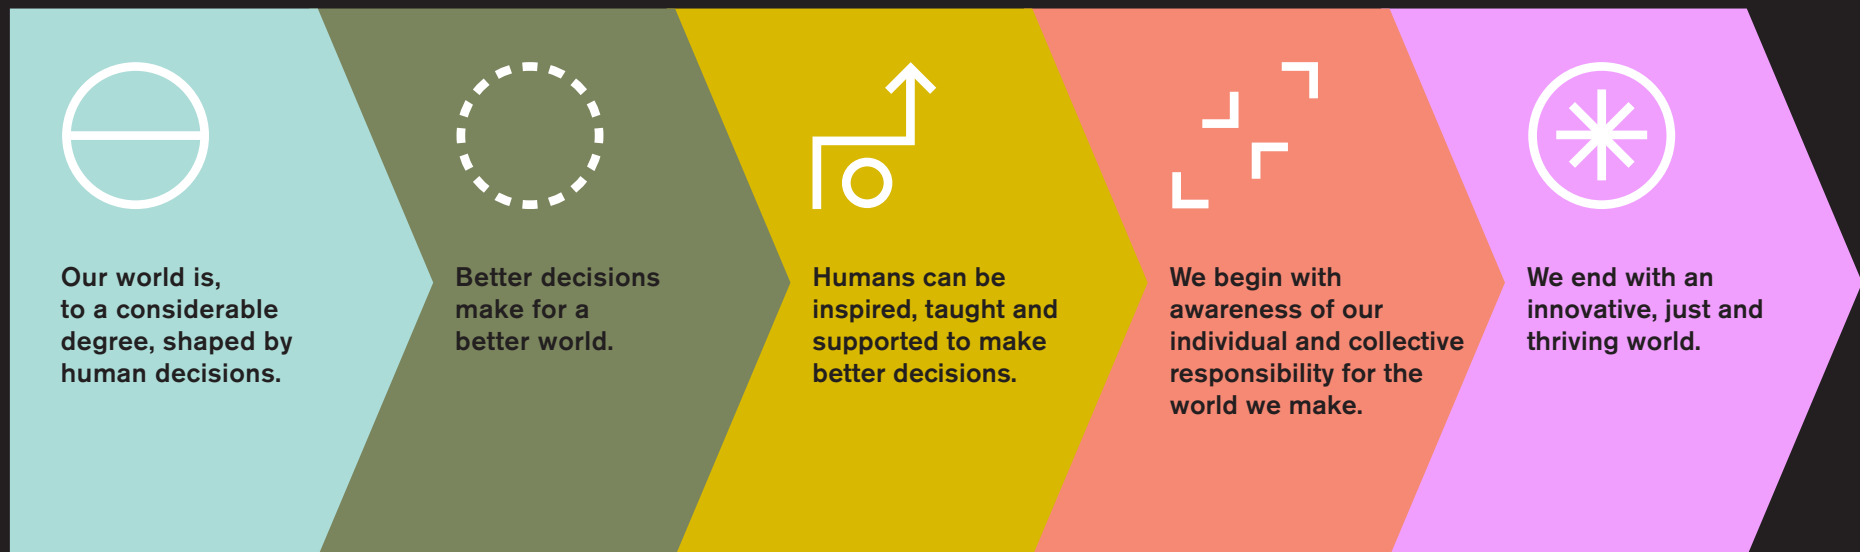 Our world is,
to a considerable
degree, shaped by
human decisions.
Better decisions
make for a
better world.
Humans can be
inspired, taught and
supported to make
better decisions.
We begin with
awareness of our
individual and collective
responsibility for the
world we make.
We end with an
innovative, just and
thriving world.